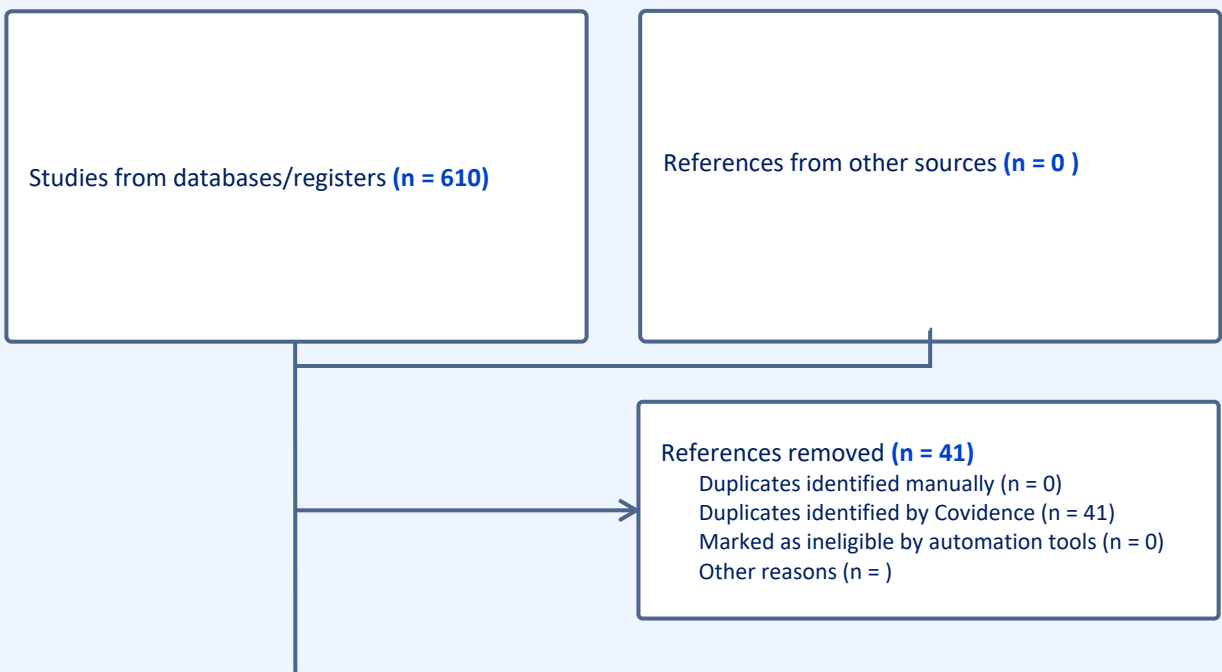 Studies from databases/registers (n = 610)
References from other sources (n = 0 )
References removed (n = 41)
Duplicates identified manually (n = 0)
Duplicates identified by Covidence (n = 41)
Marked as ineligible by automation tools (n = 0)
Other reasons (n = )